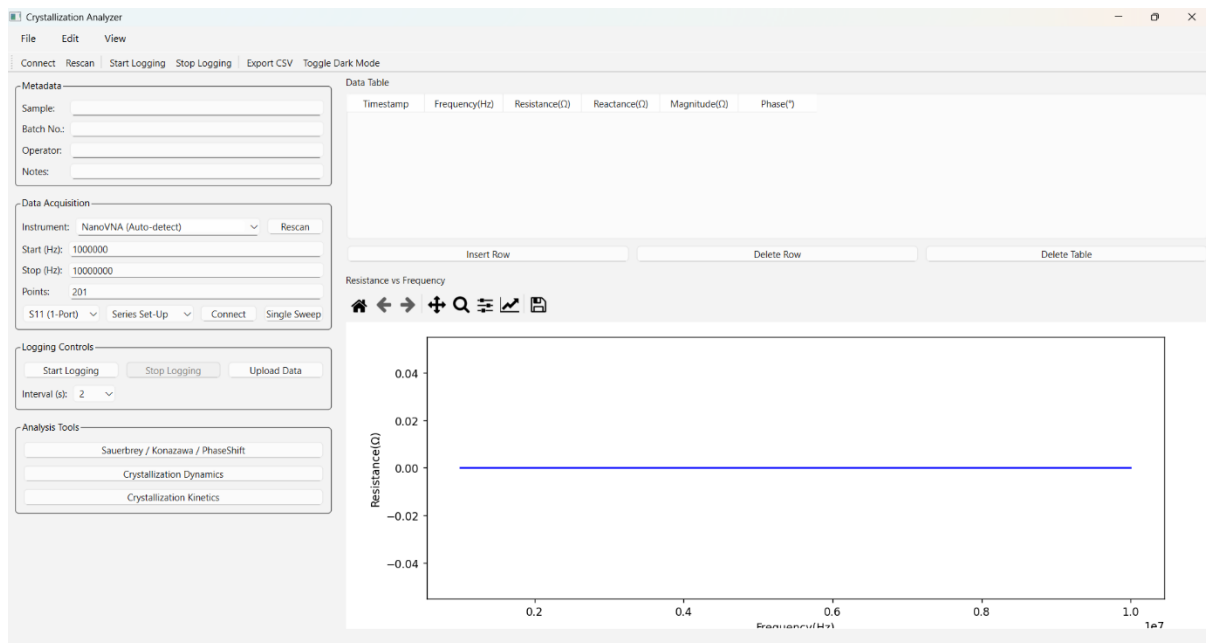 Crystallization Analyzer
File Edit View
Connect Rescan Start Logging Stop Logging Export CSV Toggle Dark Mode
Metadata
Sample:
Batch No.:
Operator:
Notes:
Data Acquisition
Instrument: NanoVNA (Auto-detect) Rescan
Start (Hz): 1000000
Stop (Hz): 10000000
Points: 201
S11 (1-Port) Series Set-Up Connect Single Sweep
Logging Controls
Start Logging Stop Logging Upload Data
Interval (s): 2
Analysis Tools
Sauerbrey / Konazawa / PhaseShift
Crystallization Dynamics
Crystallization Kinetics
Data Table
Timestamp Frequency(Hz) Resistance(Ω) Reactance(Ω) Magnitude(Ω) Phase(°)
Insert Row Delete Row Delete Table
Resistance vs Frequency
Resistance(Ω)
0.04
0.02
0.00
−0.02
−0.04
0.2 0.4 0.6 0.8 1.0
Frequency(Hz) 1e7